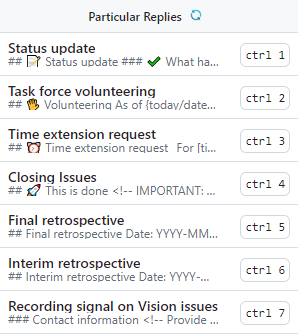 Particular Replies
Status update
## 📝 Status update ### ✔️ What ha…
ctrl 1
Task force volunteering
## 👋 Volunteering As of {today/date…
ctrl 2
Time extension request
## ⏰ Time extension request For [ti…
ctrl 3
Closing Issues
## 🚀 This is done <!-- IMPORTANT: …
ctrl 4
Final retrospective
## Final retrospective Date: YYYY-MM…
ctrl 5
Interim retrospective
## Interim retrospective Date: YYYY-…
ctrl 6
Recording signal on Vision issues
### Contact information <!-- Provide …
ctrl 7